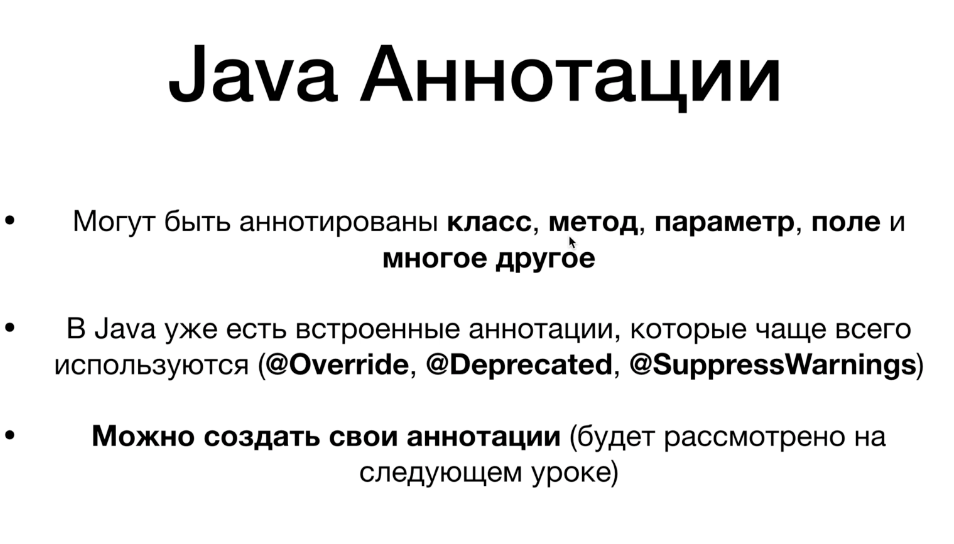 Java Аннотации
• Могут быть аннотированы класс, метод, параметр, поле и
многое другое
• В Java уже есть встроенные аннотации, которые чаще всего
используются (@Override, @Deprecated, @SuppressWarnings)
• Можно создать свои аннотации (будет рассмотрено на
следующем уроке)